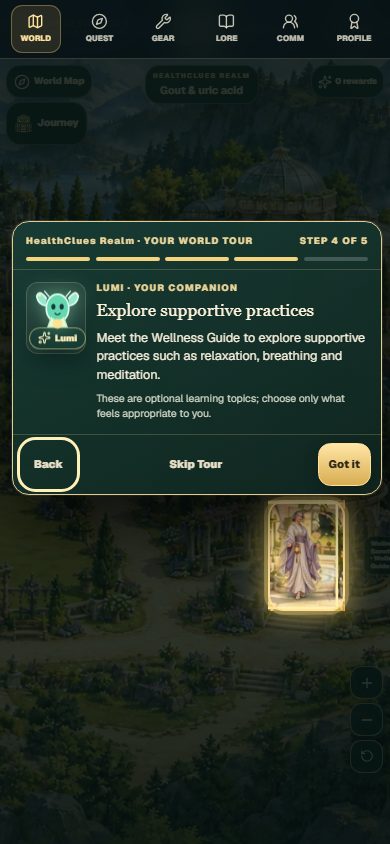 WORLD
QUEST
GEAR
LORE
COMM
PROFILE
World Map
HEALTHCLUES REALM
Gout & uric acid
0 rewards
Journey
HealthClues Realm · YOUR WORLD TOUR
STEP 4 OF 5
LUMI · YOUR COMPANION
Explore supportive practices
Lumi
Meet the Wellness Guide to explore supportive
practices such as relaxation, breathing and
meditation.
These are optional learning topics; choose only what
feels appropriate to you.
Back
Skip Tour
Got it